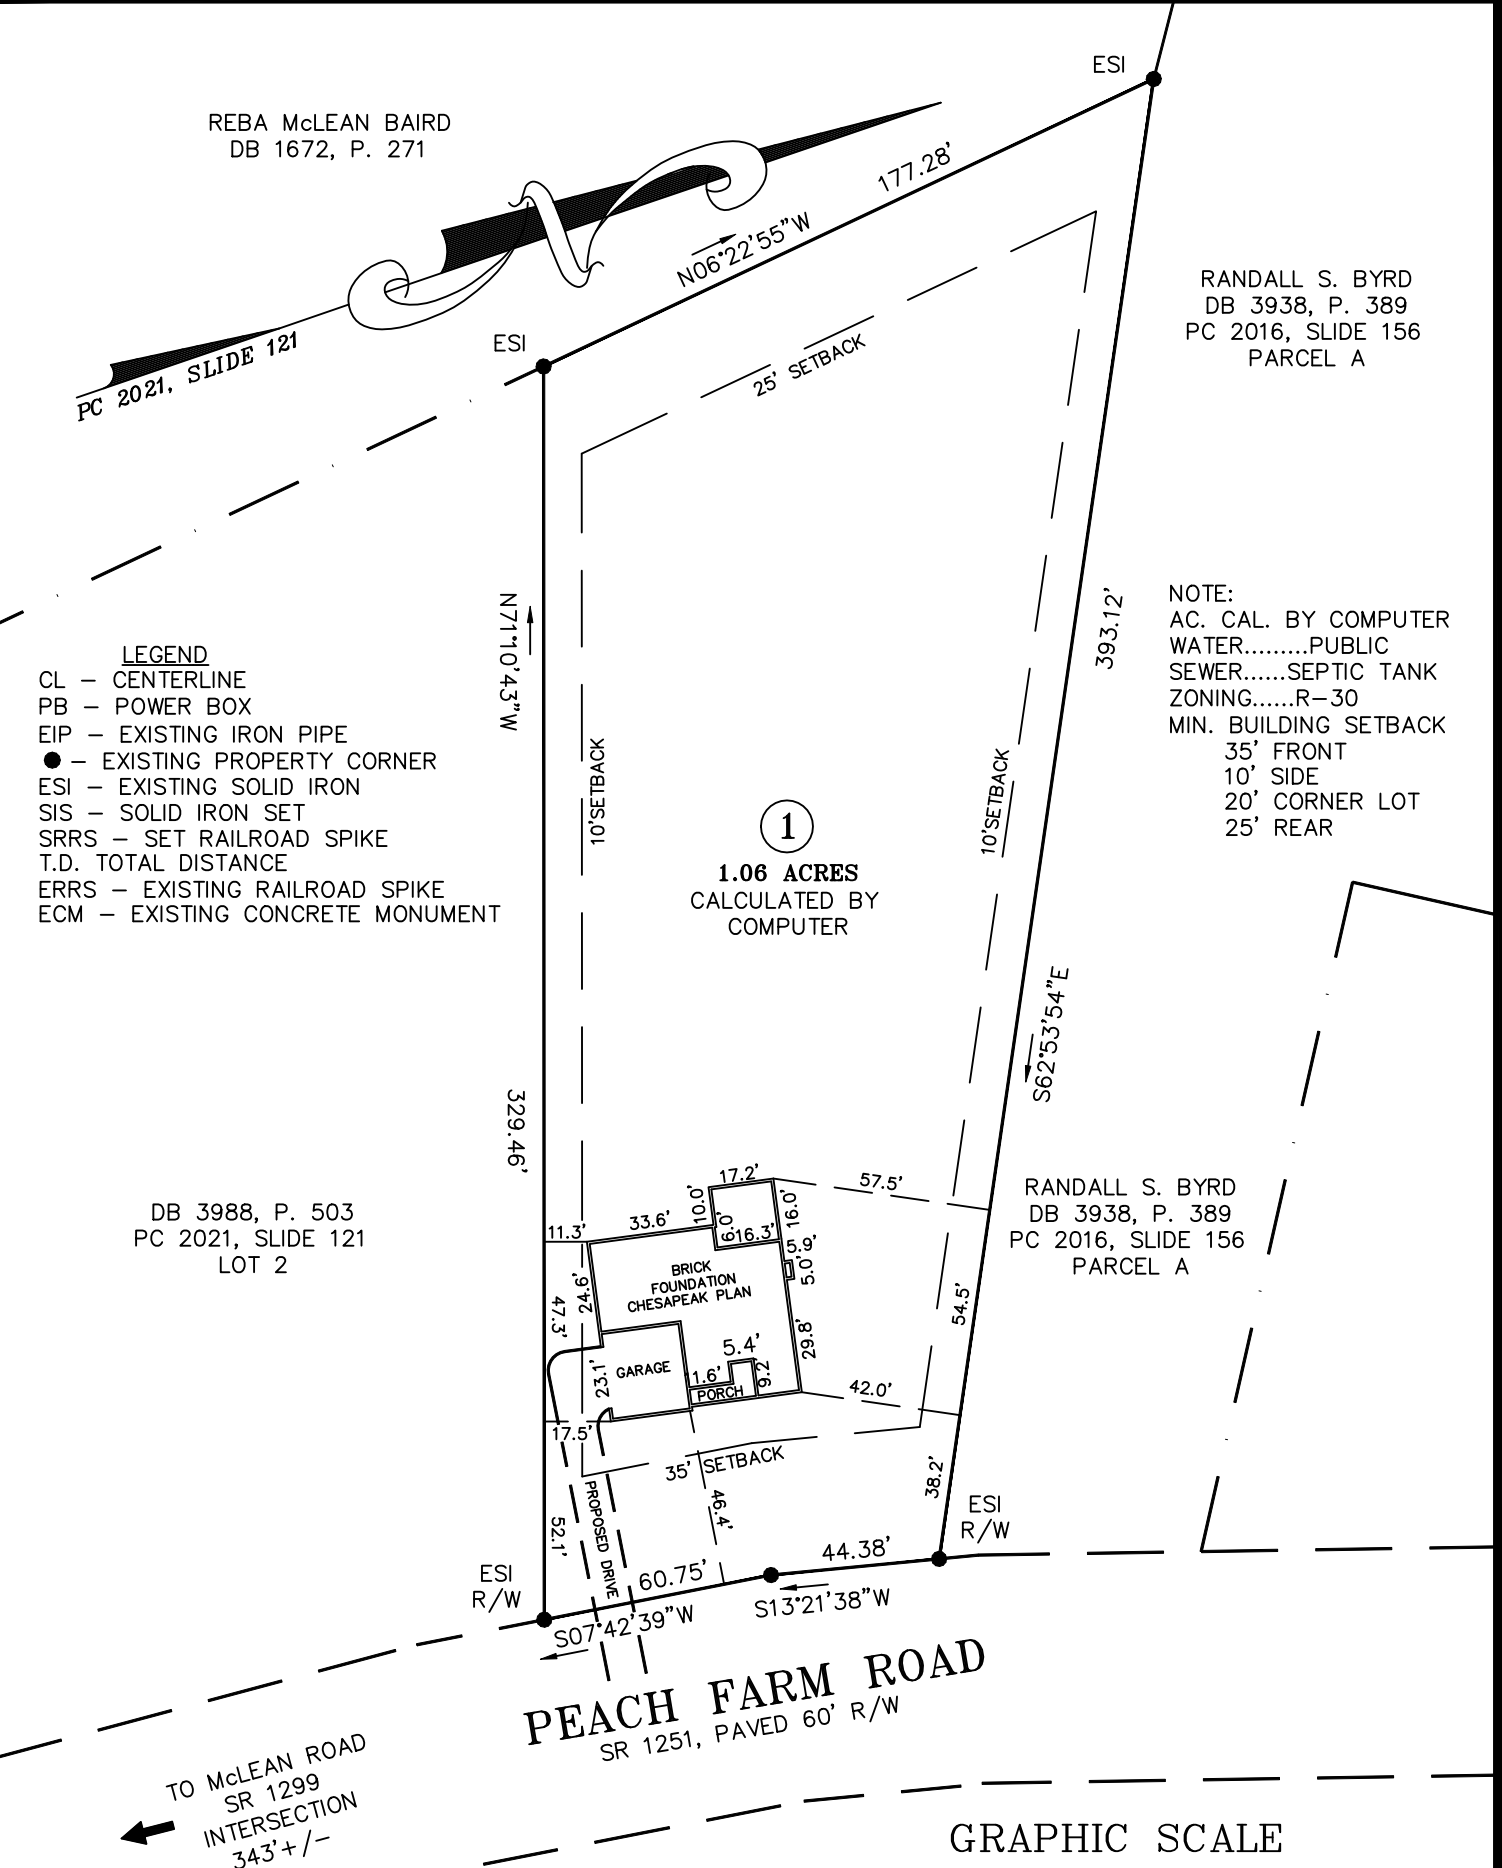 ESI
REBA McLEAN BAIRD
DB 1672, P. 271
N
177.28'
N06°22'55"W
PC 2021, SLIDE 121
ESI
25' SETBACK
RANDALL S. BYRD
DB 3938, P. 389
PC 2016, SLIDE 156
PARCEL A
N71°10'43"W
393.12'
NOTE:
AC. CAL. BY COMPUTER
WATER.........PUBLIC
SEWER......SEPTIC TANK
ZONING......R-30
MIN. BUILDING SETBACK
35' FRONT
10' SIDE
20' CORNER LOT
25' REAR
LEGEND
CL – CENTERLINE
PB – POWER BOX
EIP – EXISTING IRON PIPE
● – EXISTING PROPERTY CORNER
ESI – EXISTING SOLID IRON
SIS – SOLID IRON SET
SRRS – SET RAILROAD SPIKE
T.D. TOTAL DISTANCE
ERRS – EXISTING RAILROAD SPIKE
ECM – EXISTING CONCRETE MONUMENT
10'SETBACK
10'SETBACK
1
1.06 ACRES
CALCULATED BY
COMPUTER
S62°53'54"E
329.46'
DB 3988, P. 503
PC 2021, SLIDE 121
LOT 2
RANDALL S. BYRD
DB 3938, P. 389
PC 2016, SLIDE 156
PARCEL A
17.2'
57.5'
10.0'
16.0'
33.6'
11.3'
6.0'
16.3'
5.9'
5.0'
BRICK
FOUNDATION
CHESAPEAK PLAN
24.6'
47.3'
54.5'
29.8'
5.4'
GARAGE
23.1'
1.6'
9.2'
PORCH
42.0'
17.5'
35' SETBACK
38.2'
46.4'
PROPOSED DRIVE
52.1'
ESI
R/W
44.38'
ESI
R/W
60.75'
S13°21'38"W
S07°42'39"W
PEACH FARM ROAD
SR 1251, PAVED 60' R/W
TO McLEAN ROAD
SR 1299
INTERSECTION
343'+/-
GRAPHIC SCALE